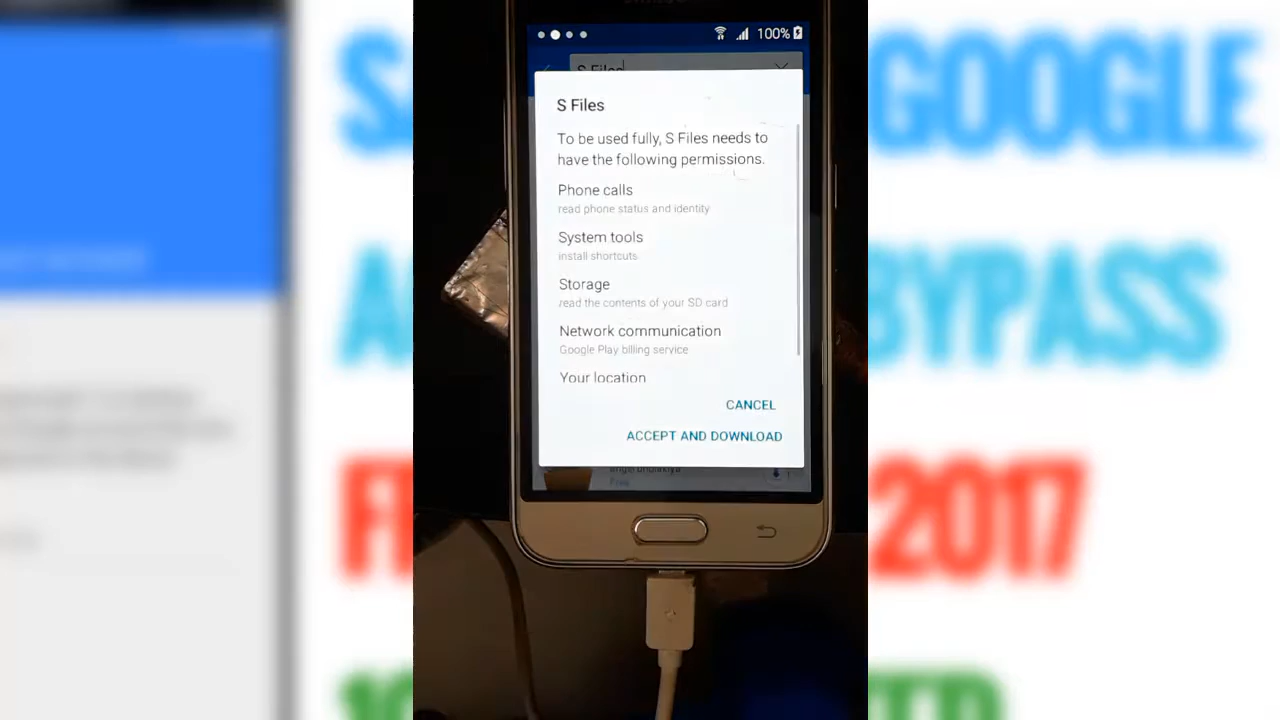 100%
S Files
S Files
To be used fully, S Files needs to
have the following permissions.
Phone calls
read phone status and identity
System tools
install shortcuts
Storage
read the contents of your SD card
Network communication
Google Play billing service
Your location
CANCEL
ACCEPT AND DOWNLOAD
Free
GOOGLE
BYPASS
2017